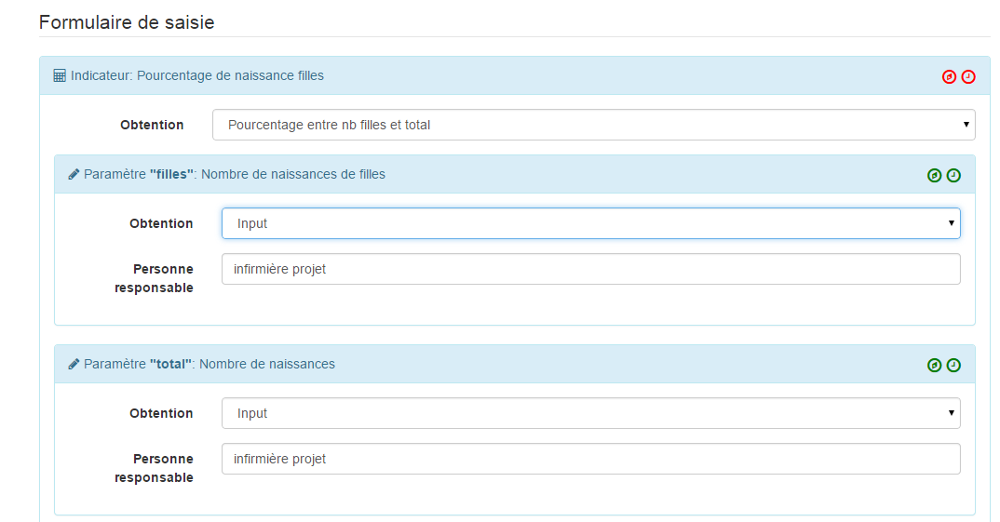 Formulaire de saisie
Indicateur: Pourcentage de naissance filles
Obtention
Pourcentage entre nb filles et total
Paramètre "filles": Nombre de naissances de filles
Obtention
Input
Personne
responsable
infirmière projet
Paramètre "total": Nombre de naissances
Obtention
Input
Personne
responsable
infirmière projet